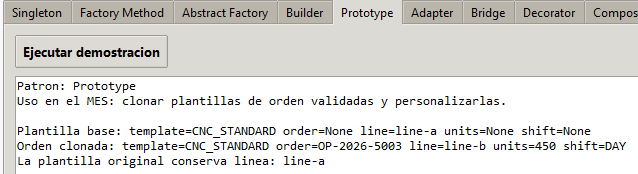 Singleton Factory Method Abstract Factory Builder Prototype Adapter Bridge Decorator Compos
Ejecutar demostracion
Patron: Prototype
Uso en el MES: clonar plantillas de orden validadas y personalizarlas.
Plantilla base: template=CNC_STANDARD order=None line=line-a units=None shift=None
Orden clonada: template=CNC_STANDARD order=OP-2026-5003 line=line-b units=450 shift=DAY
La plantilla original conserva linea: line-a